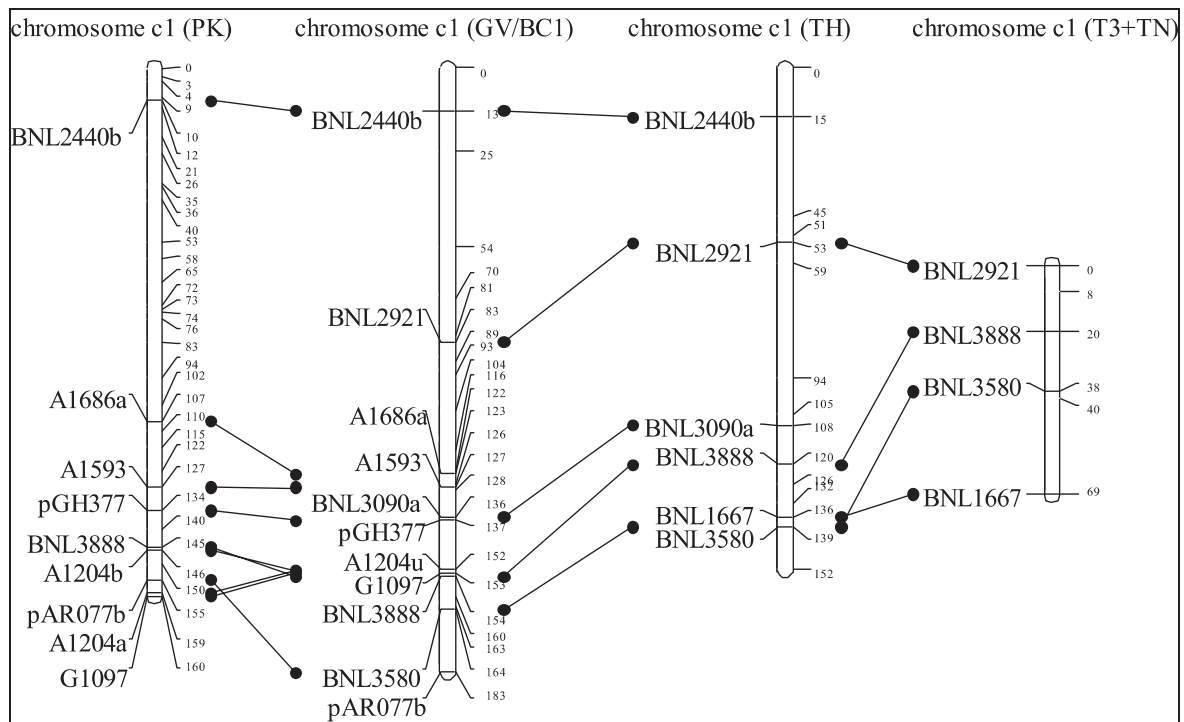 chromosome c1 (PK)
chromosome c1 (GV/BC1)
chromosome c1 (TH)
chromosome c1 (T3+TN)
0
3
4
9
10
12
21
26
35
36
40
53
58
65
72
73
74
76
83
94
102
107
110
115
122
127
134
140
145
146
150
155
159
160
BNL2440b
A1686a
A1593
pGH377
BNL3888
A1204b
pAR077b
A1204a
G1097
0
13
25
54
70
81
83
89
93
104
116
122
123
126
127
128
136
137
152
153
154
160
163
164
183
BNL2440b
BNL2921
A1686a
A1593
BNL3090a
pGH377
A1204u
G1097
BNL3888
BNL3580
pAR077b
0
15
45
51
53
59
94
105
108
120
126
132
136
139
152
BNL2440b
BNL2921
BNL3090a
BNL3888
BNL1667
BNL3580
0
8
20
38
40
69
BNL2921
BNL3888
BNL3580
BNL1667